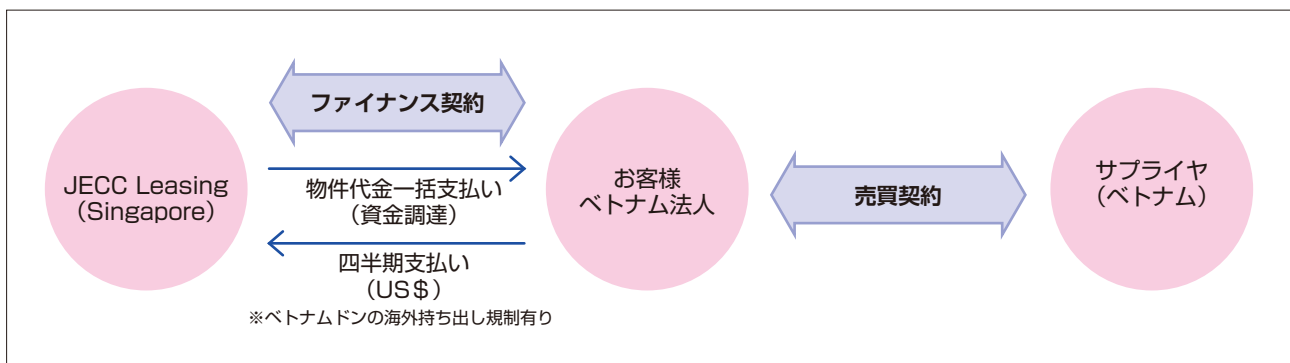 ファイナンス契約
JECC Leasing
（Singapore）
物件代金一括支払い
（資金調達）
四半期支払い
（US＄）
※ベトナムドンの海外持ち出し規制有り
お客様
ベトナム法人
売買契約
サプライヤ
（ベトナム）